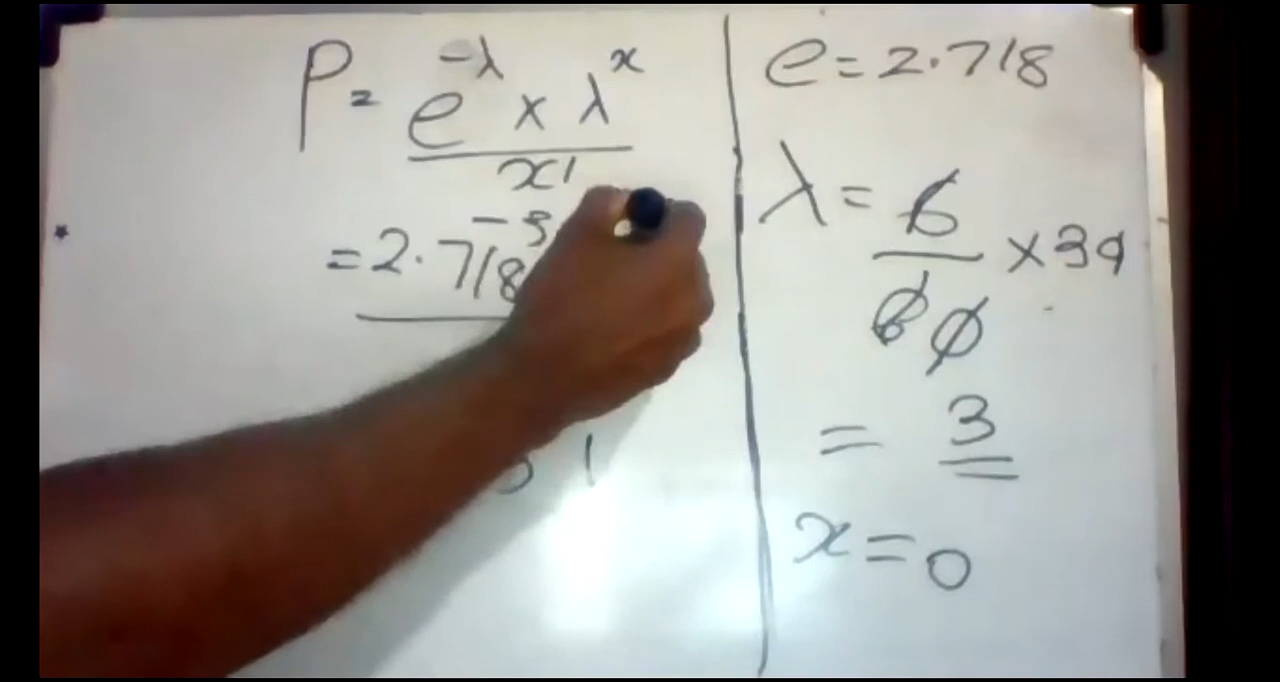 P = e^-λ × λ^x
x!
= 2.718^-3
e = 2.718
λ = 6
60 × 30
= 3
x = 0